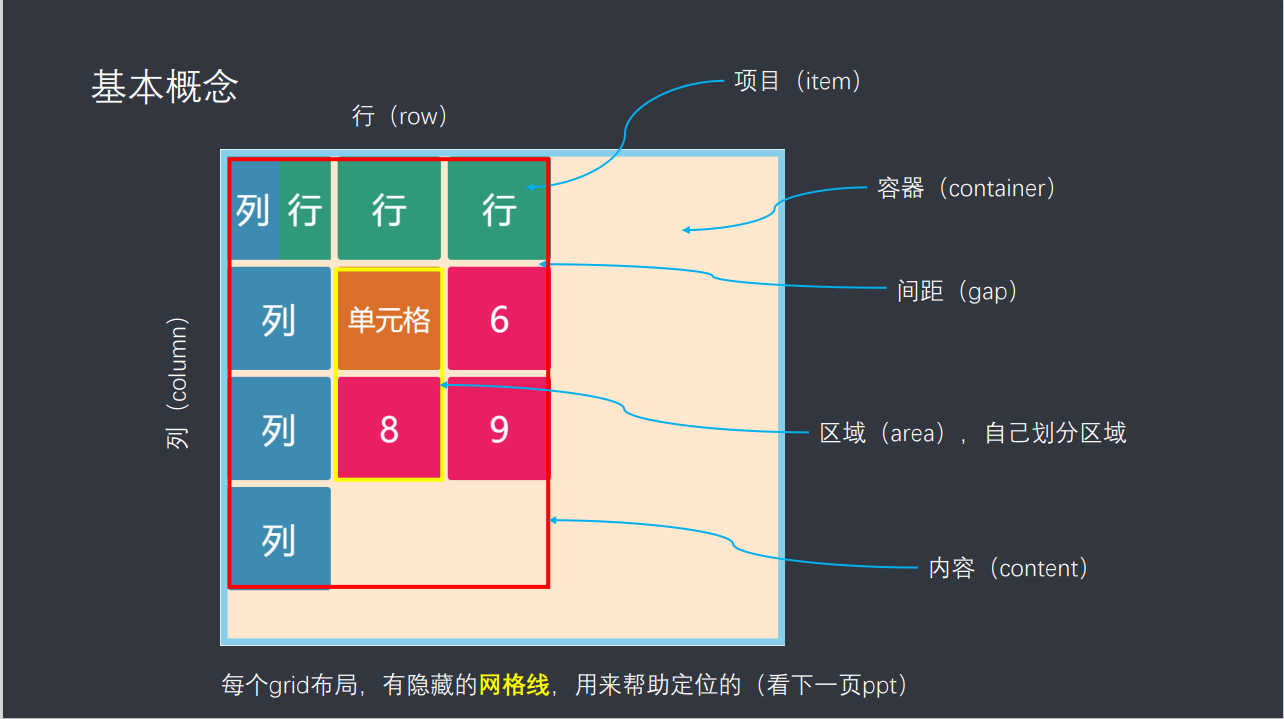 基本概念
项目（item）
行（row）
容器（container）
列 行 行 行
间距（gap）
列 单元格 6
列（column）
列 8 9
区域（area），自己划分区域
列
内容（content）
每个grid布局，有隐藏的网格线，用来帮助定位的（看下一页ppt）